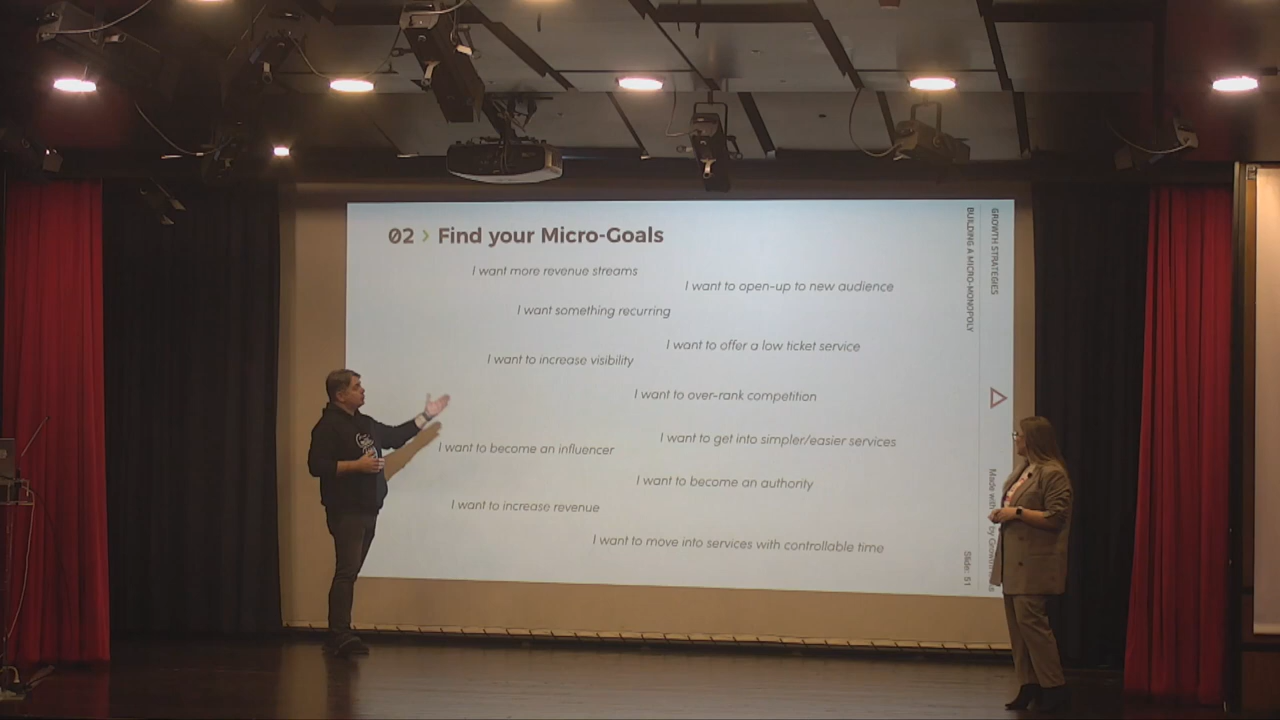 02 > Find your Micro-Goals
I want more revenue streams
I want to open-up to new audience
I want something recurring
I want to offer a low ticket service
I want to increase visibility
I want to over-rank competition
I want to get into simpler/easier services
I want to become an influencer
I want to become an authority
I want to increase revenue
I want to move into services with controllable time
GROWTH STRATEGIES
BUILDING A MICRO-MONOPOLY
Made with by
Slide: 51